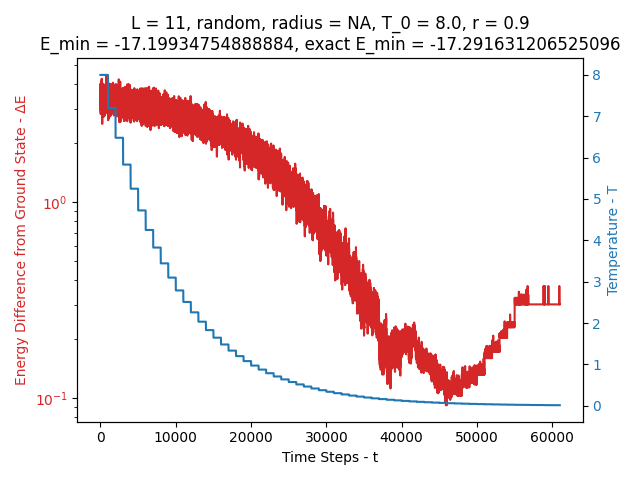 L = 11, random, radius = NA, T_0 = 8.0, r = 0.9
E_min = -17.19934754888884, exact E_min = -17.291631206525096
Energy Difference from Ground State - ΔE
10⁰
10⁻¹
8
7
6
5
4
3
2
1
0
Temperature - T
0 10000 20000 30000 40000 50000 60000
Time Steps - t